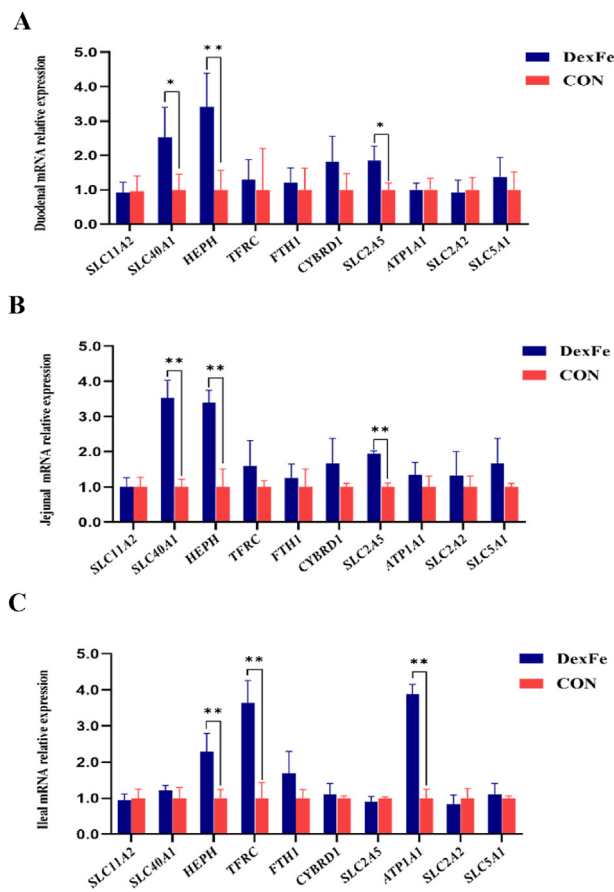 A
DexFe
CON
Duodenal mRNA relative expression
5.0
4.0
3.0
2.0
1.0
0.0
*
**
*
SLC11A2
SLC40A1
HEPH
TFRC
FTH1
CYBRD1
SLC2A5
ATP1A1
SLC2A2
SLC5A1
B
DexFe
CON
Jejunal mRNA relative expression
5.0
4.0
3.0
2.0
1.0
0.0
**
**
**
SLC11A2
SLC40A1
HEPH
TFRC
FTH1
CYBRD1
SLC2A5
ATP1A1
SLC2A2
SLC5A1
C
DexFe
CON
Ileal mRNA relative expression
5.0
4.0
3.0
2.0
1.0
0.0
**
**
**
SLC11A2
SLC40A1
HEPH
TFRC
FTH1
CYBRD1
SLC2A5
ATP1A1
SLC2A2
SLC5A1